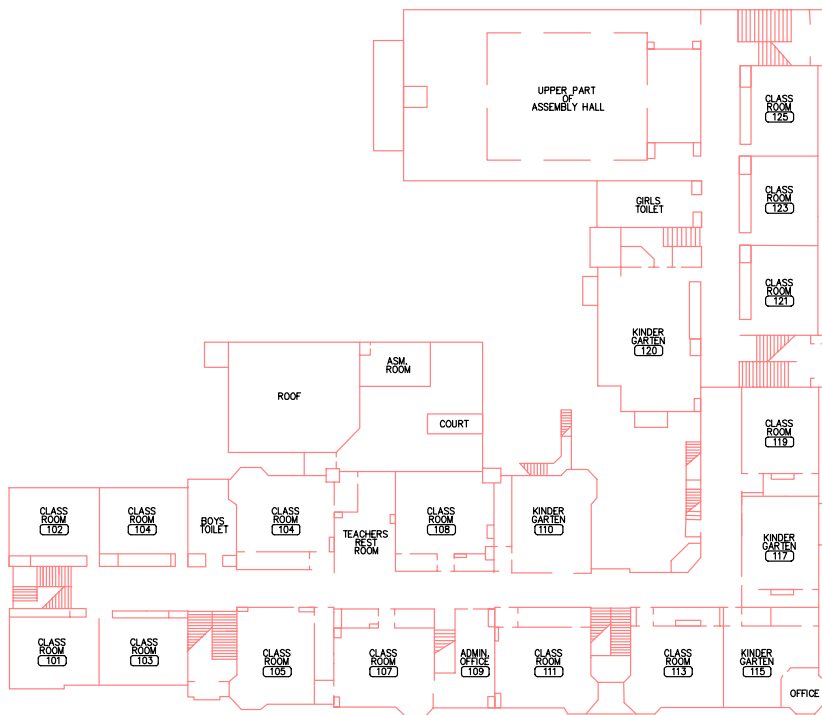 UPPER PART
OF
ASSEMBLY HALL
CLASS
ROOM
125
CLASS
ROOM
123
GIRLS
TOILET
CLASS
ROOM
121
KINDER
GARTEN
120
ASM.
ROOM
ROOF
COURT
CLASS
ROOM
119
CLASS
ROOM
102
CLASS
ROOM
104
BOYS
TOILET
CLASS
ROOM
104
TEACHERS
REST
ROOM
CLASS
ROOM
108
KINDER
GARTEN
110
KINDER
GARTEN
117
CLASS
ROOM
101
CLASS
ROOM
103
CLASS
ROOM
105
CLASS
ROOM
107
ADMIN.
OFFICE
109
CLASS
ROOM
111
CLASS
ROOM
113
KINDER
GARTEN
115
OFFICE